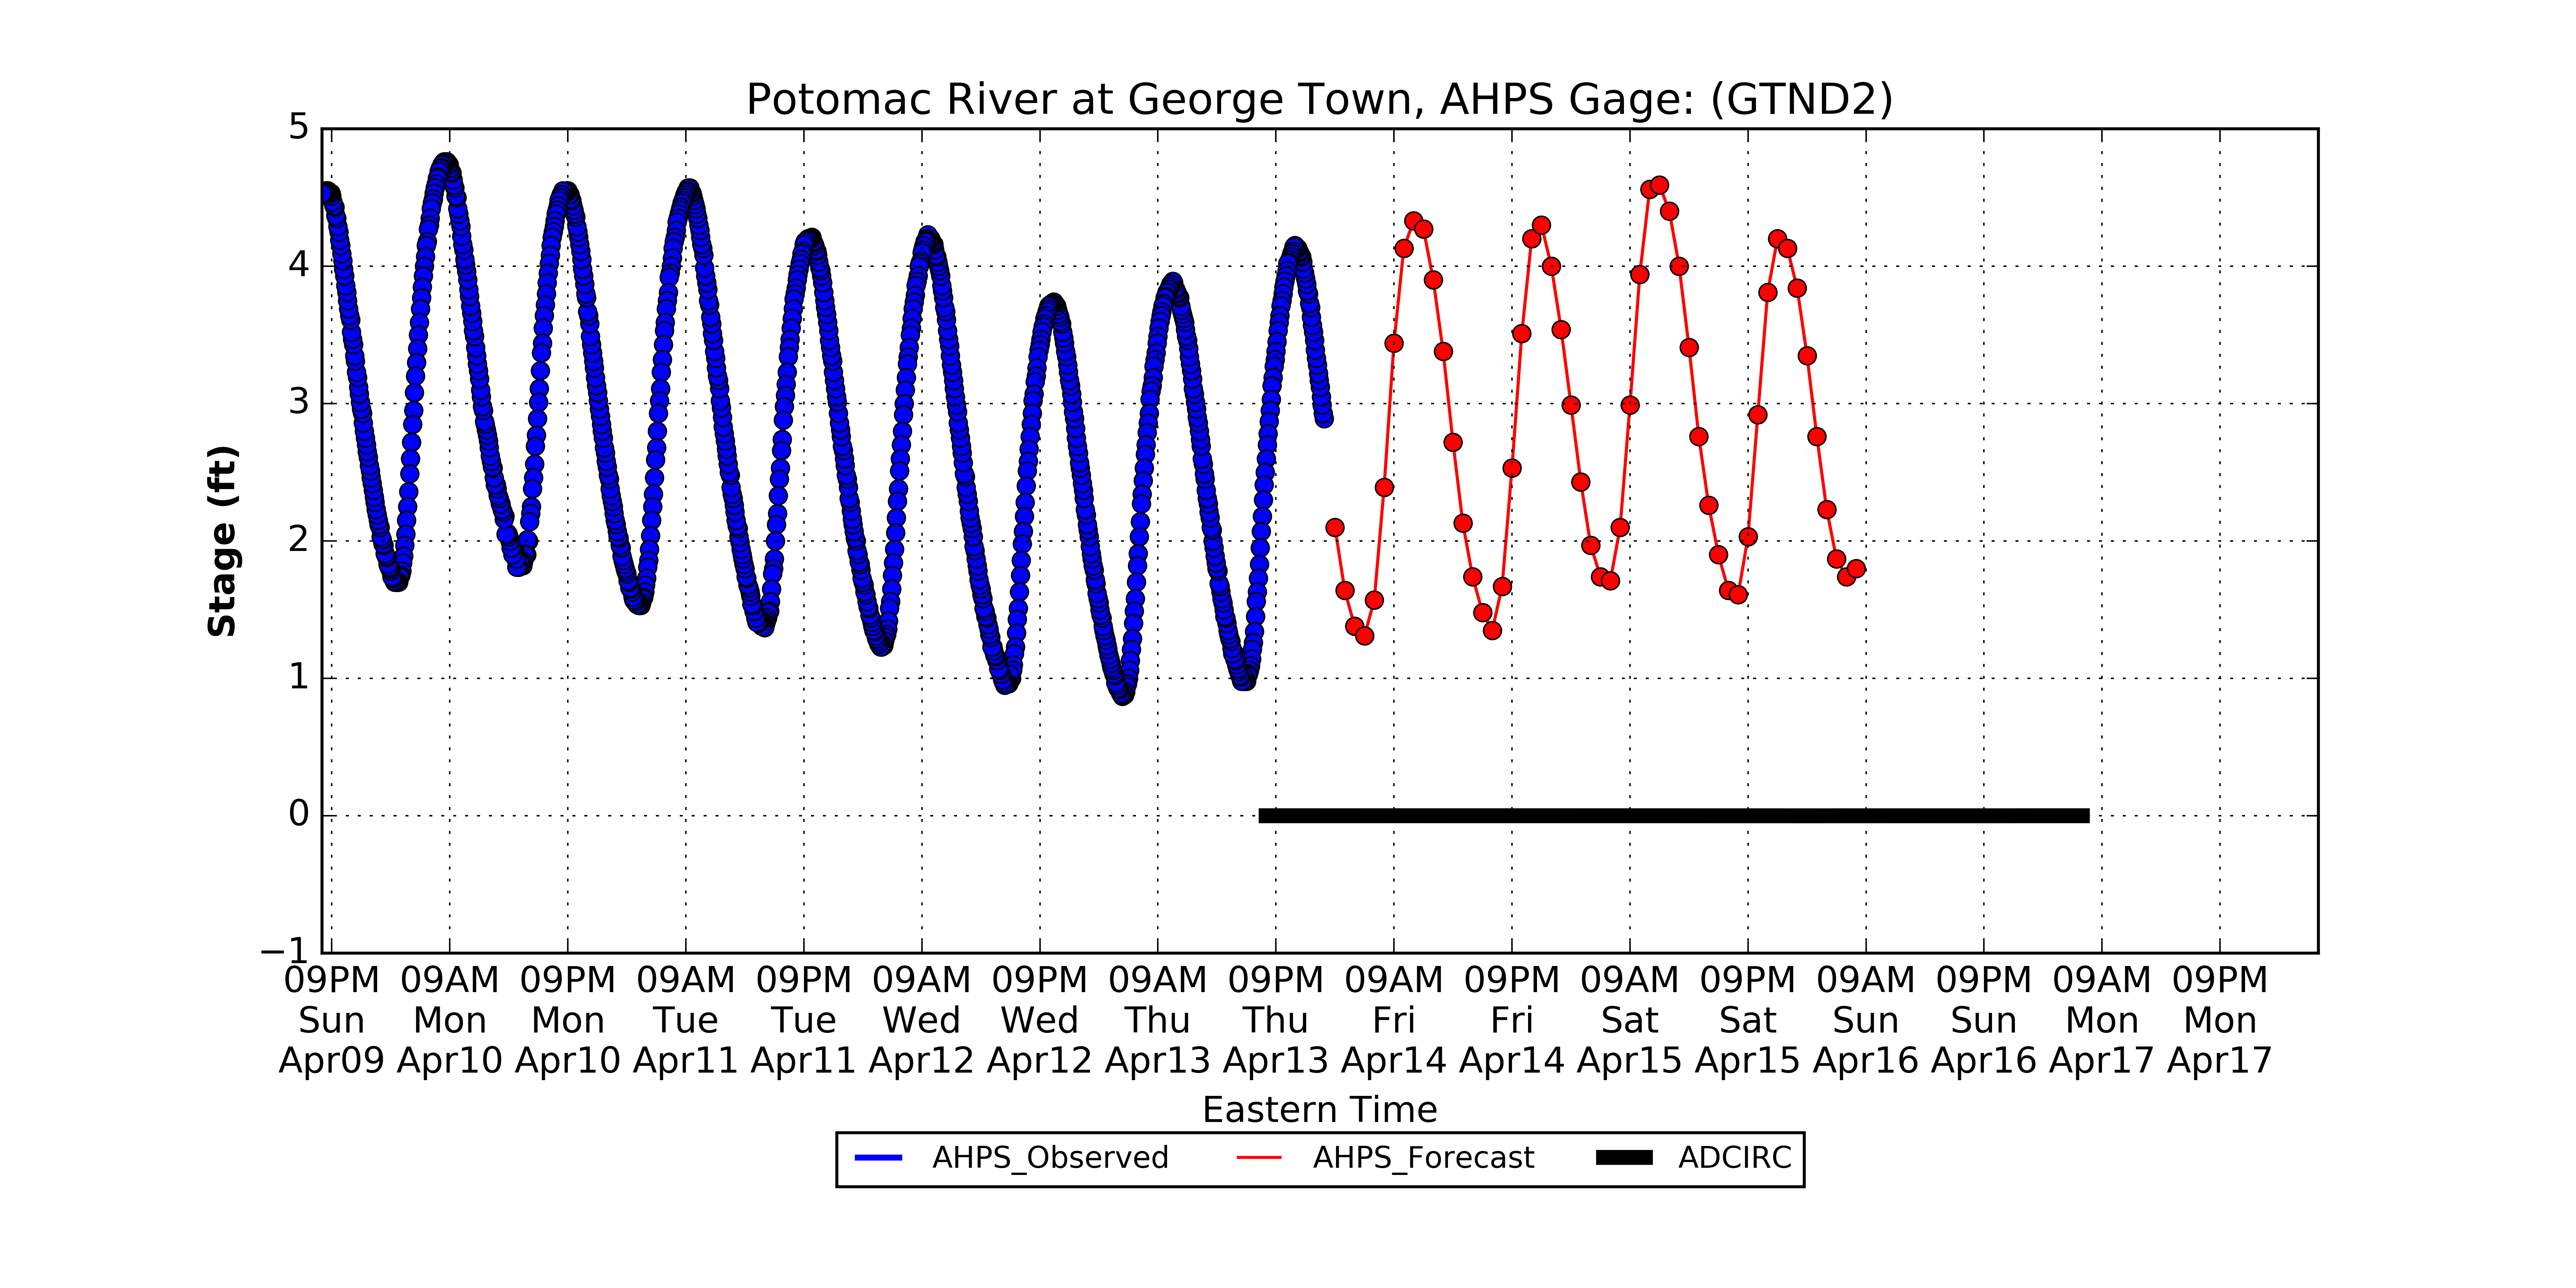 Potomac River at George Town, AHPS Gage: (GTND2)
Stage (ft)
5
4
3
2
1
0
−1
09PM 09AM 09PM 09AM 09PM 09AM 09PM 09AM 09PM 09AM 09PM 09AM 09PM 09AM 09PM 09AM 09PM
Sun Mon Mon Tue Tue Wed Wed Thu Thu Fri Fri Sat Sat Sun Sun Mon Mon
Apr09 Apr10 Apr10 Apr11 Apr11 Apr12 Apr12 Apr13 Apr13 Apr14 Apr14 Apr15 Apr15 Apr16 Apr16 Apr17 Apr17
Eastern Time
AHPS_Observed AHPS_Forecast ADCIRC